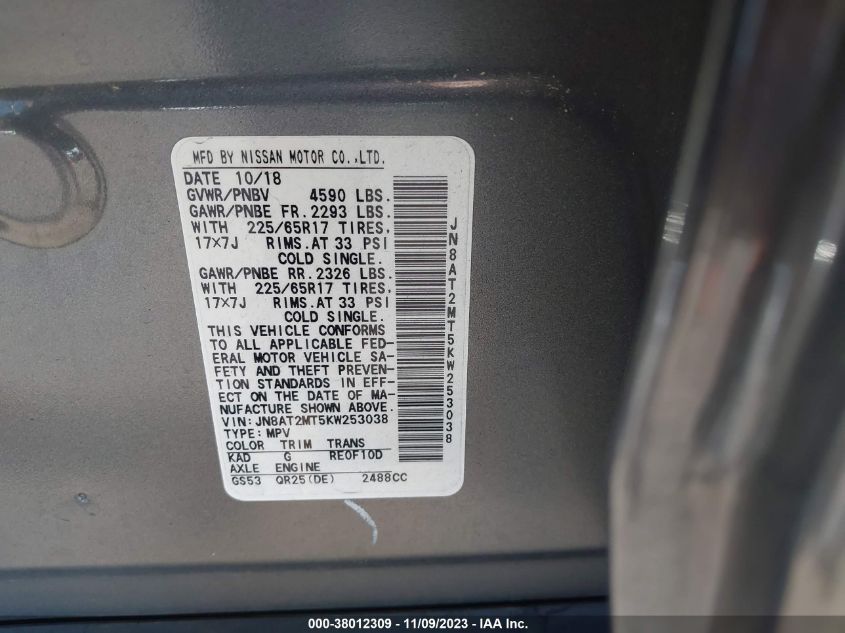 MFD BY NISSAN MOTOR CO.,LTD.
DATE 10/18
GVWR/PNBV 4590 LBS.
GAWR/PNBE FR. 2293 LBS.
WITH 225/65R17 TIRES,
17×7J RIMS.AT 33 PSI
COLD SINGLE.
GAWR/PNBE RR. 2326 LBS.
WITH 225/65R17 TIRES,
17×7J RIMS.AT 33 PSI
COLD SINGLE.
THIS VEHICLE CONFORMS
TO ALL APPLICABLE FED-
ERAL MOTOR VEHICLE SA-
FETY AND THEFT PREVEN-
TION STANDARDS IN EFF-
ECT ON THE DATE OF MA-
NUFACTURE SHOWN ABOVE.
VIN: JN8AT2MT5KW253038
TYPE: MPV
COLOR TRIM TRANS
KAD G RE0F10D
AXLE ENGINE
GS53 QR25(DE) 2488CC
JN8AT2MT5KW253038
000-38012309 - 11/09/2023 - IAA Inc.